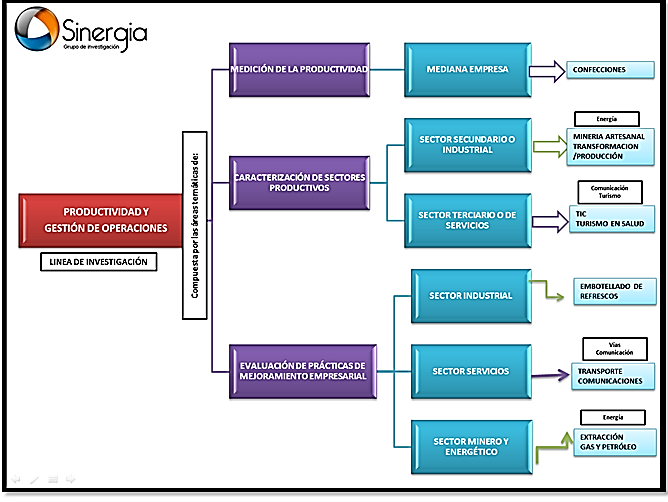 Sinergia
Grupo de investigación
PRODUCTIVIDAD Y
GESTIÓN DE OPERACIONES
LINEA DE INVESTIGACIÓN
Compuesta por las áreas temáticas de:
MEDICIÓN DE LA PRODUCTIVIDAD
MEDIANA EMPRESA
CONFECCIONES
CARACTERIZACIÓN DE SECTORES
PRODUCTIVOS
SECTOR SECUNDARIO O
INDUSTRIAL
Energía
MINERIA ARTESANAL
TRANSFORMACION
/PRODUCCIÓN
SECTOR TERCIARIO O DE
SERVICIOS
Comunicación
Turismo
TIC
TURISMO EN SALUD
EVALUACIÓN DE PRÁCTICAS DE
MEJORAMIENTO EMPRESARIAL
SECTOR INDUSTRIAL
EMBOTELLADO DE
REFRESCOS
SECTOR SERVICIOS
Vías
Comunicación
TRANSPORTE
COMUNICACIONES
SECTOR MINERO Y
ENERGÉTICO
Energía
EXTRACCIÓN
GAS Y PETRÓLEO